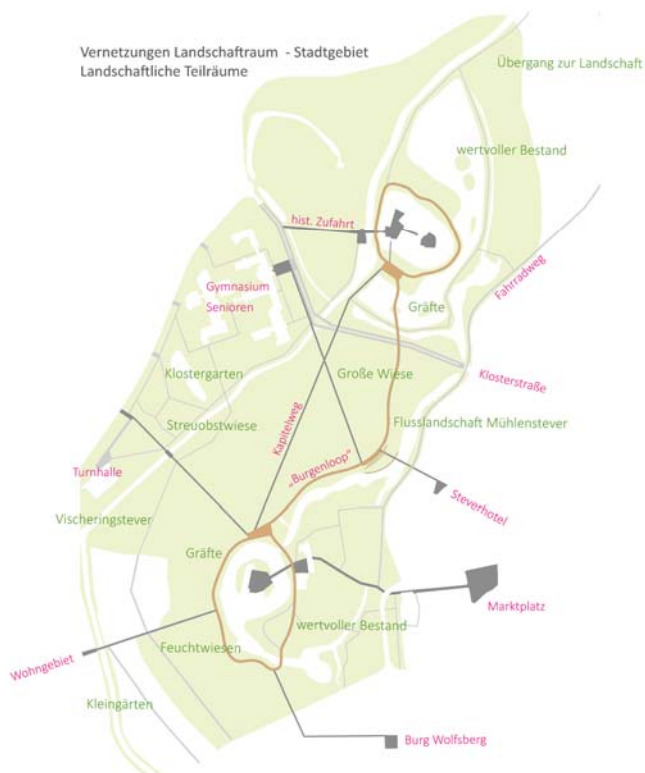 Vernetzungen Landschaftraum - Stadtgebiet
Landschaftliche Teilräume
Übergang zur Landschaft
wertvoller Bestand
hist. Zufahrt
Fahrradweg
Gymnasium
Senioren
Gräfte
Klostergarten
Große Wiese
Klosterstraße
Kapitelweg
Streuobstwiese
Flusslandschaft Mühlenstever
„Burgenloop“
Turnhalle
Steverhotel
Vischeringstever
Gräfte
Marktplatz
wertvoller Bestand
Feuchtwiesen
Wohngebiet
Kleingärten
Burg Wolfsberg